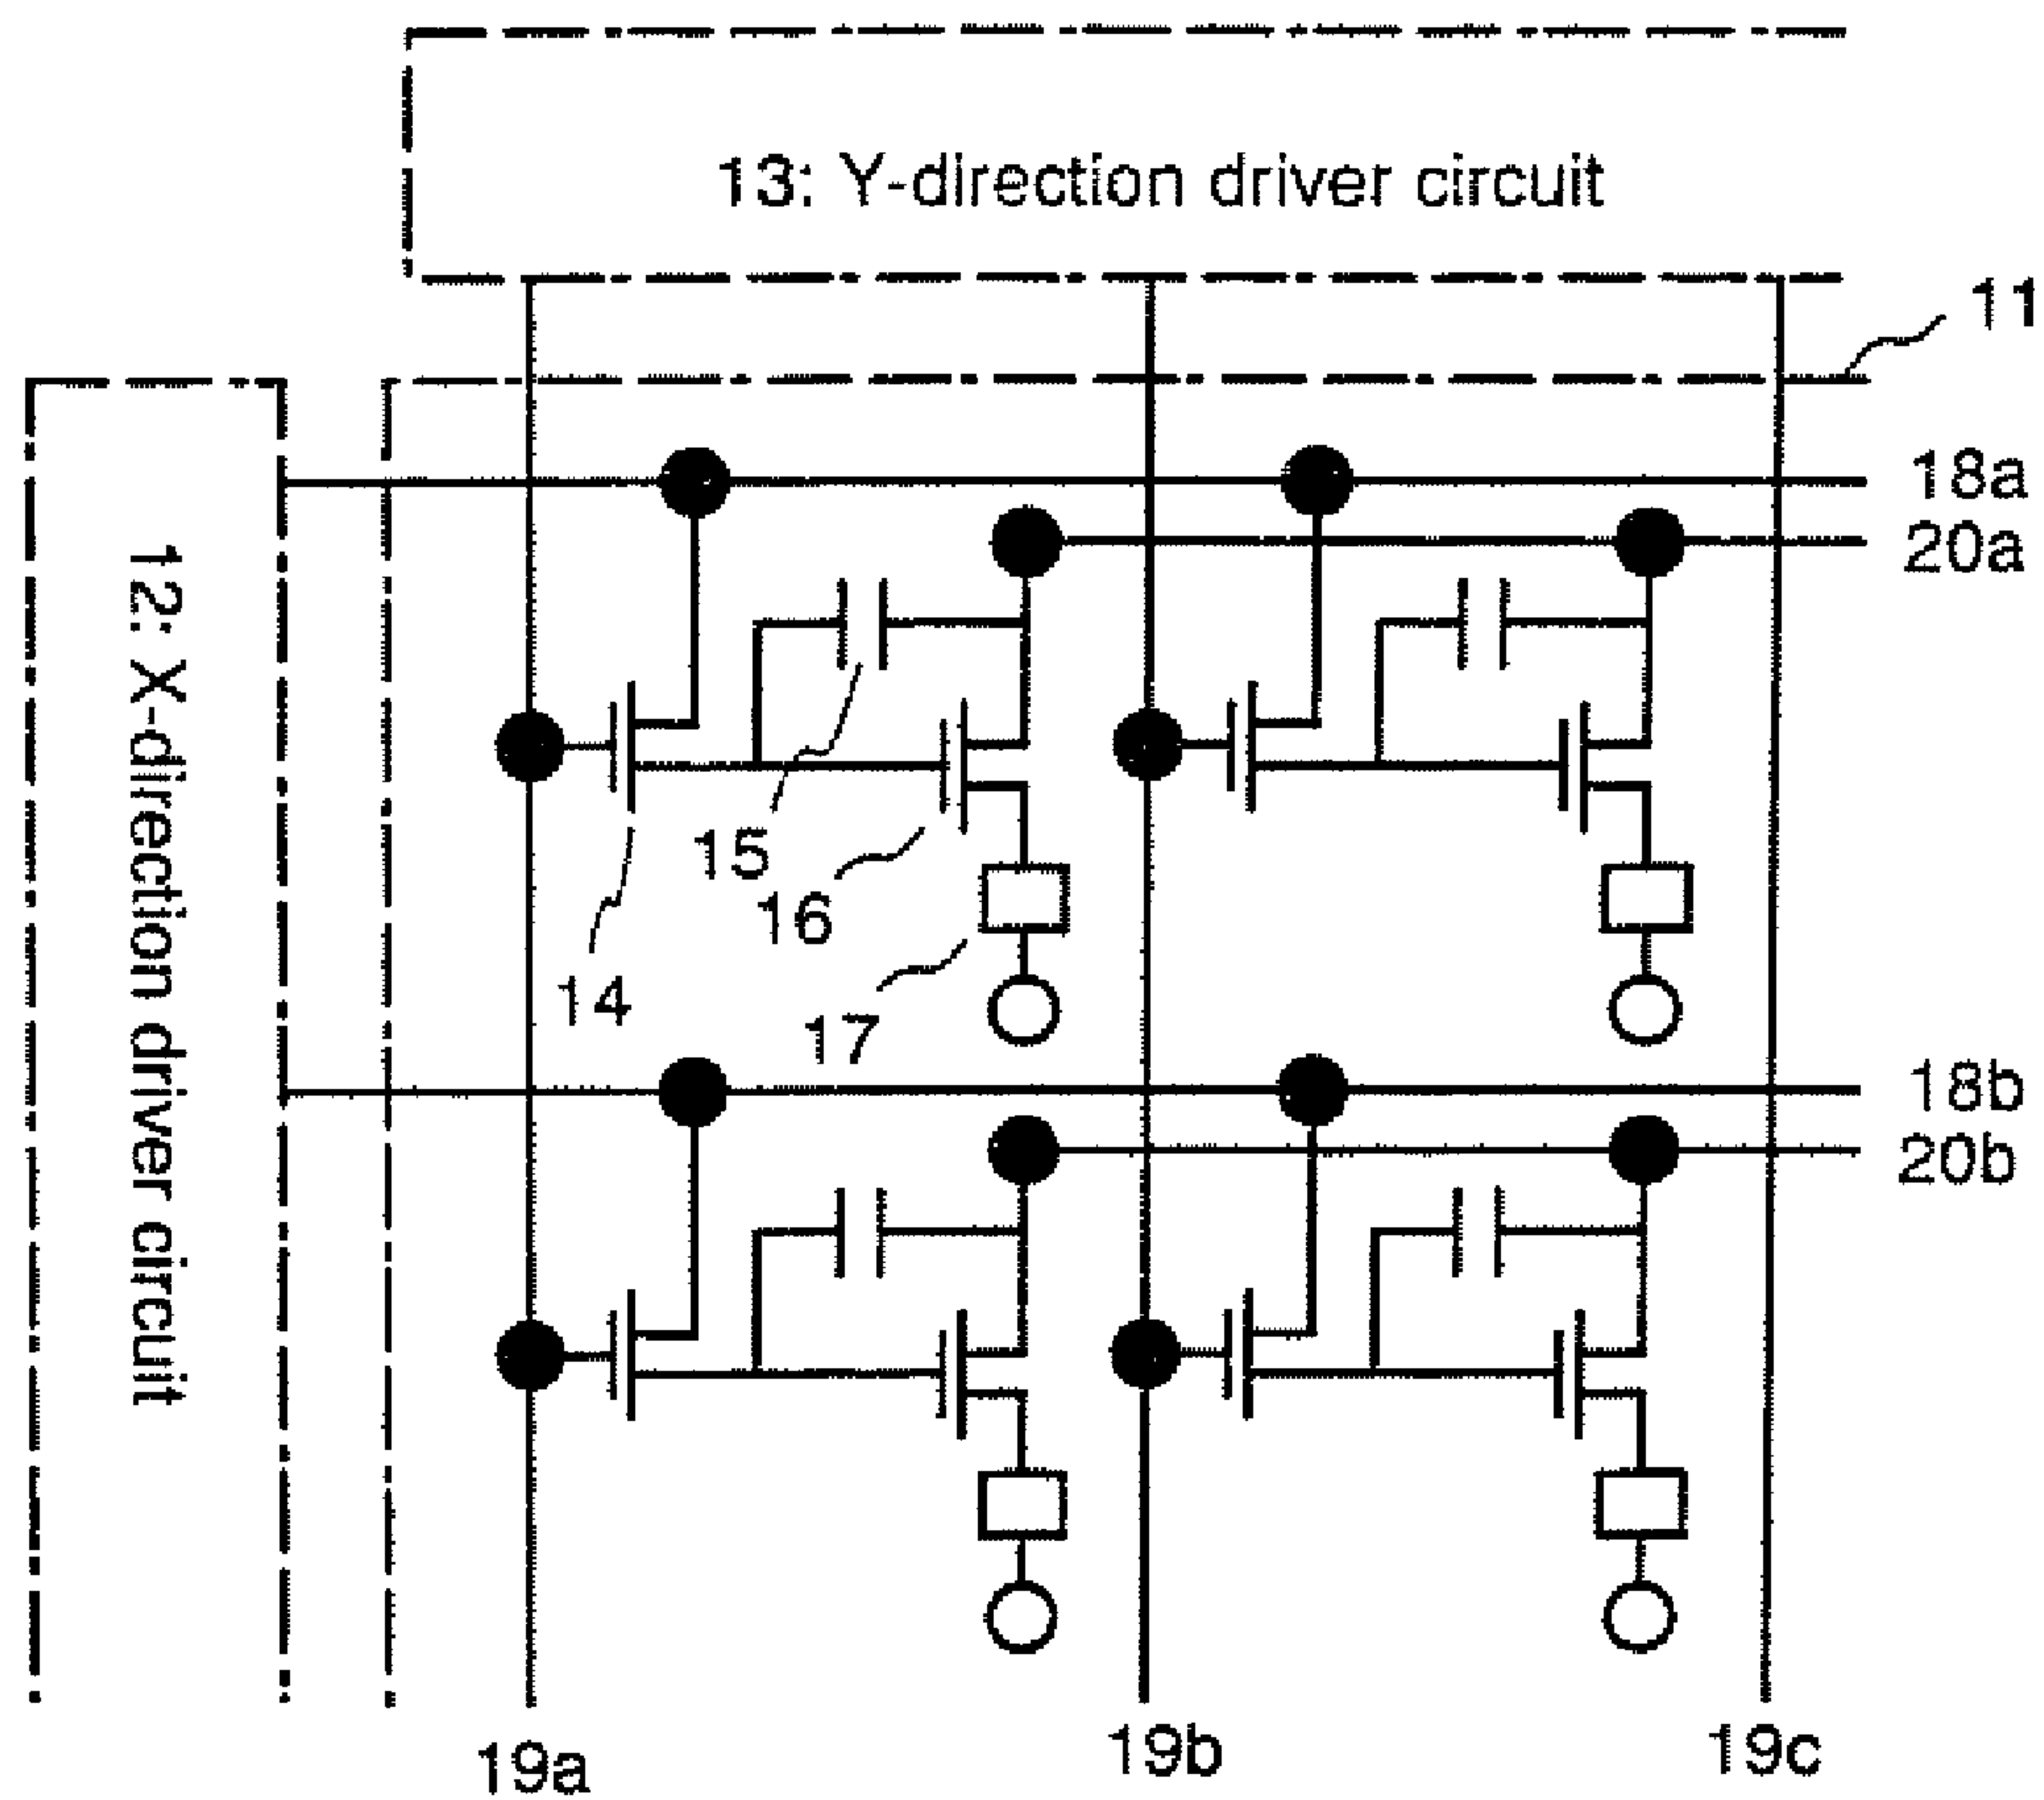 13: Y-direction driver circuit
11
12: X-direction driver circuit
18a
20a
15
16
14
17
18b
20b
19a
19b
19c